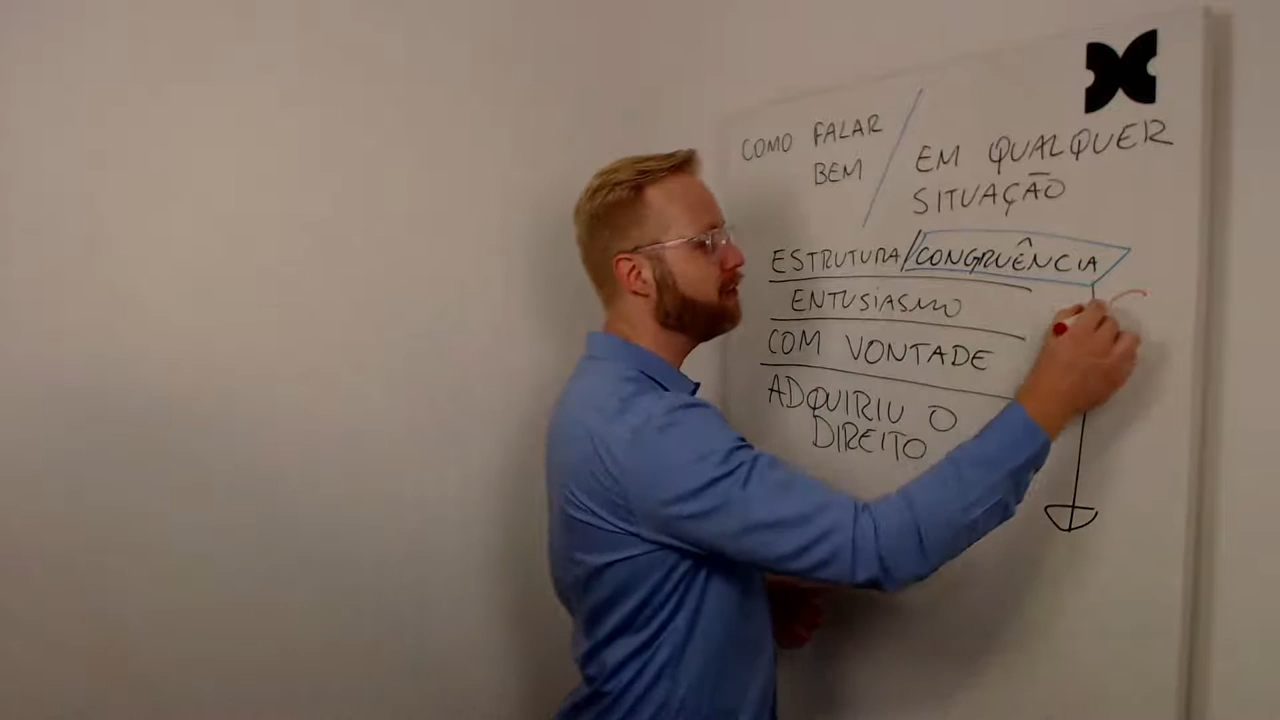 COMO FALAR
BEM
EM QUALQUER
SITUAÇÃO
ESTRUTURA/CONGRUÊNCIA
ENTUSIASMO
COM VONTADE
ADQUIRIU O
DIREITO